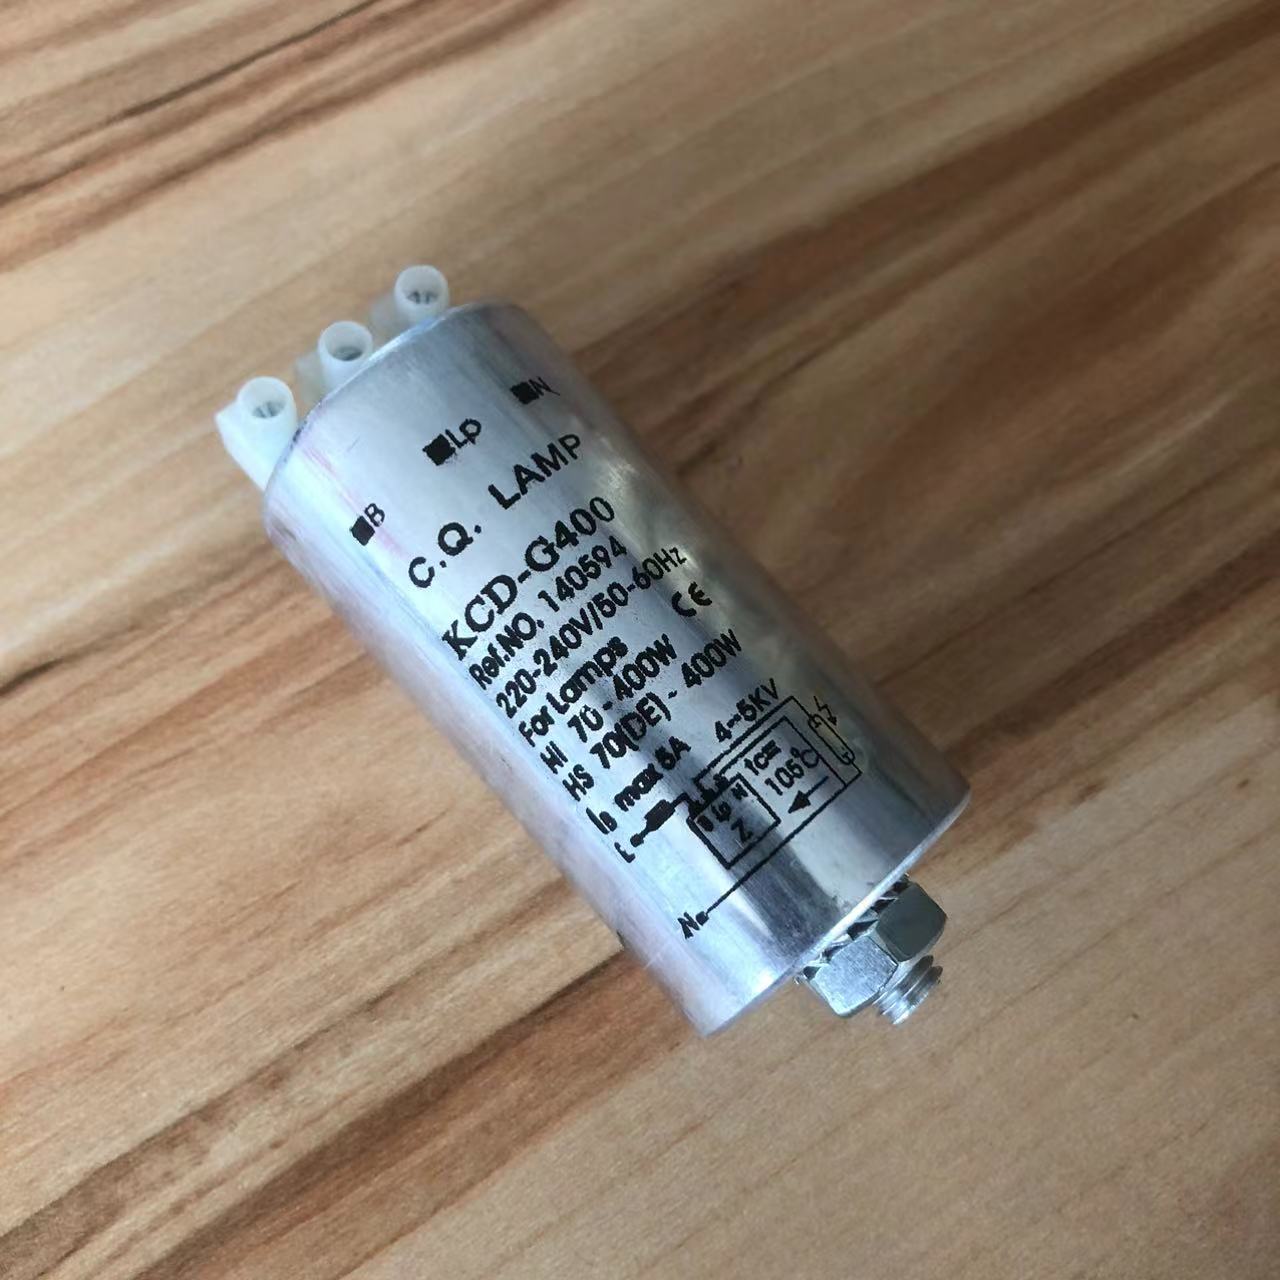 ■B ■Lp ■N
C.Q. LAMP
KCD-G400
Ref.NO. 140594
220-240V/50-60Hz
For Lamps CE
HI 70-400W
HS 70(DE)-400W
Is max 5A 4-5KV
tc= 105°C
L B Lp N
Z
N